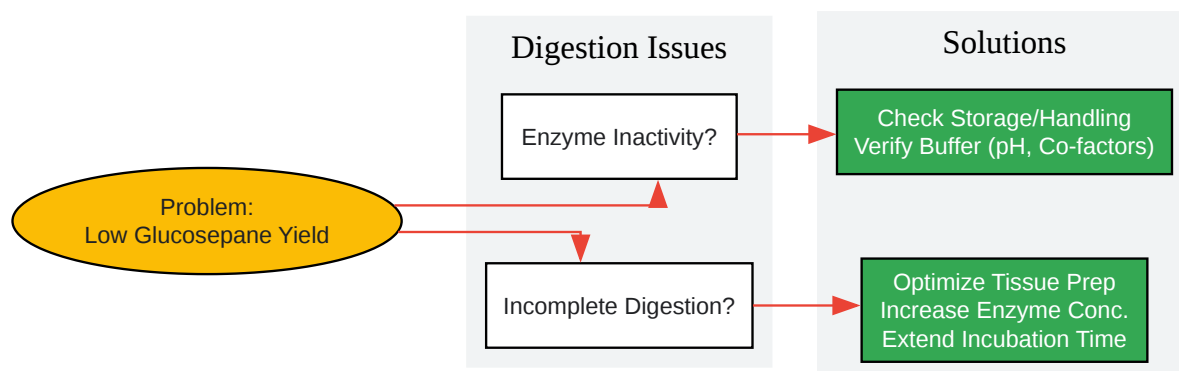 Problem:
Low Glucosepane Yield
Digestion Issues
Enzyme Inactivity?
Incomplete Digestion?
Solutions
Check Storage/Handling
Verify Buffer (pH, Co-factors)
Optimize Tissue Prep
Increase Enzyme Conc.
Extend Incubation Time